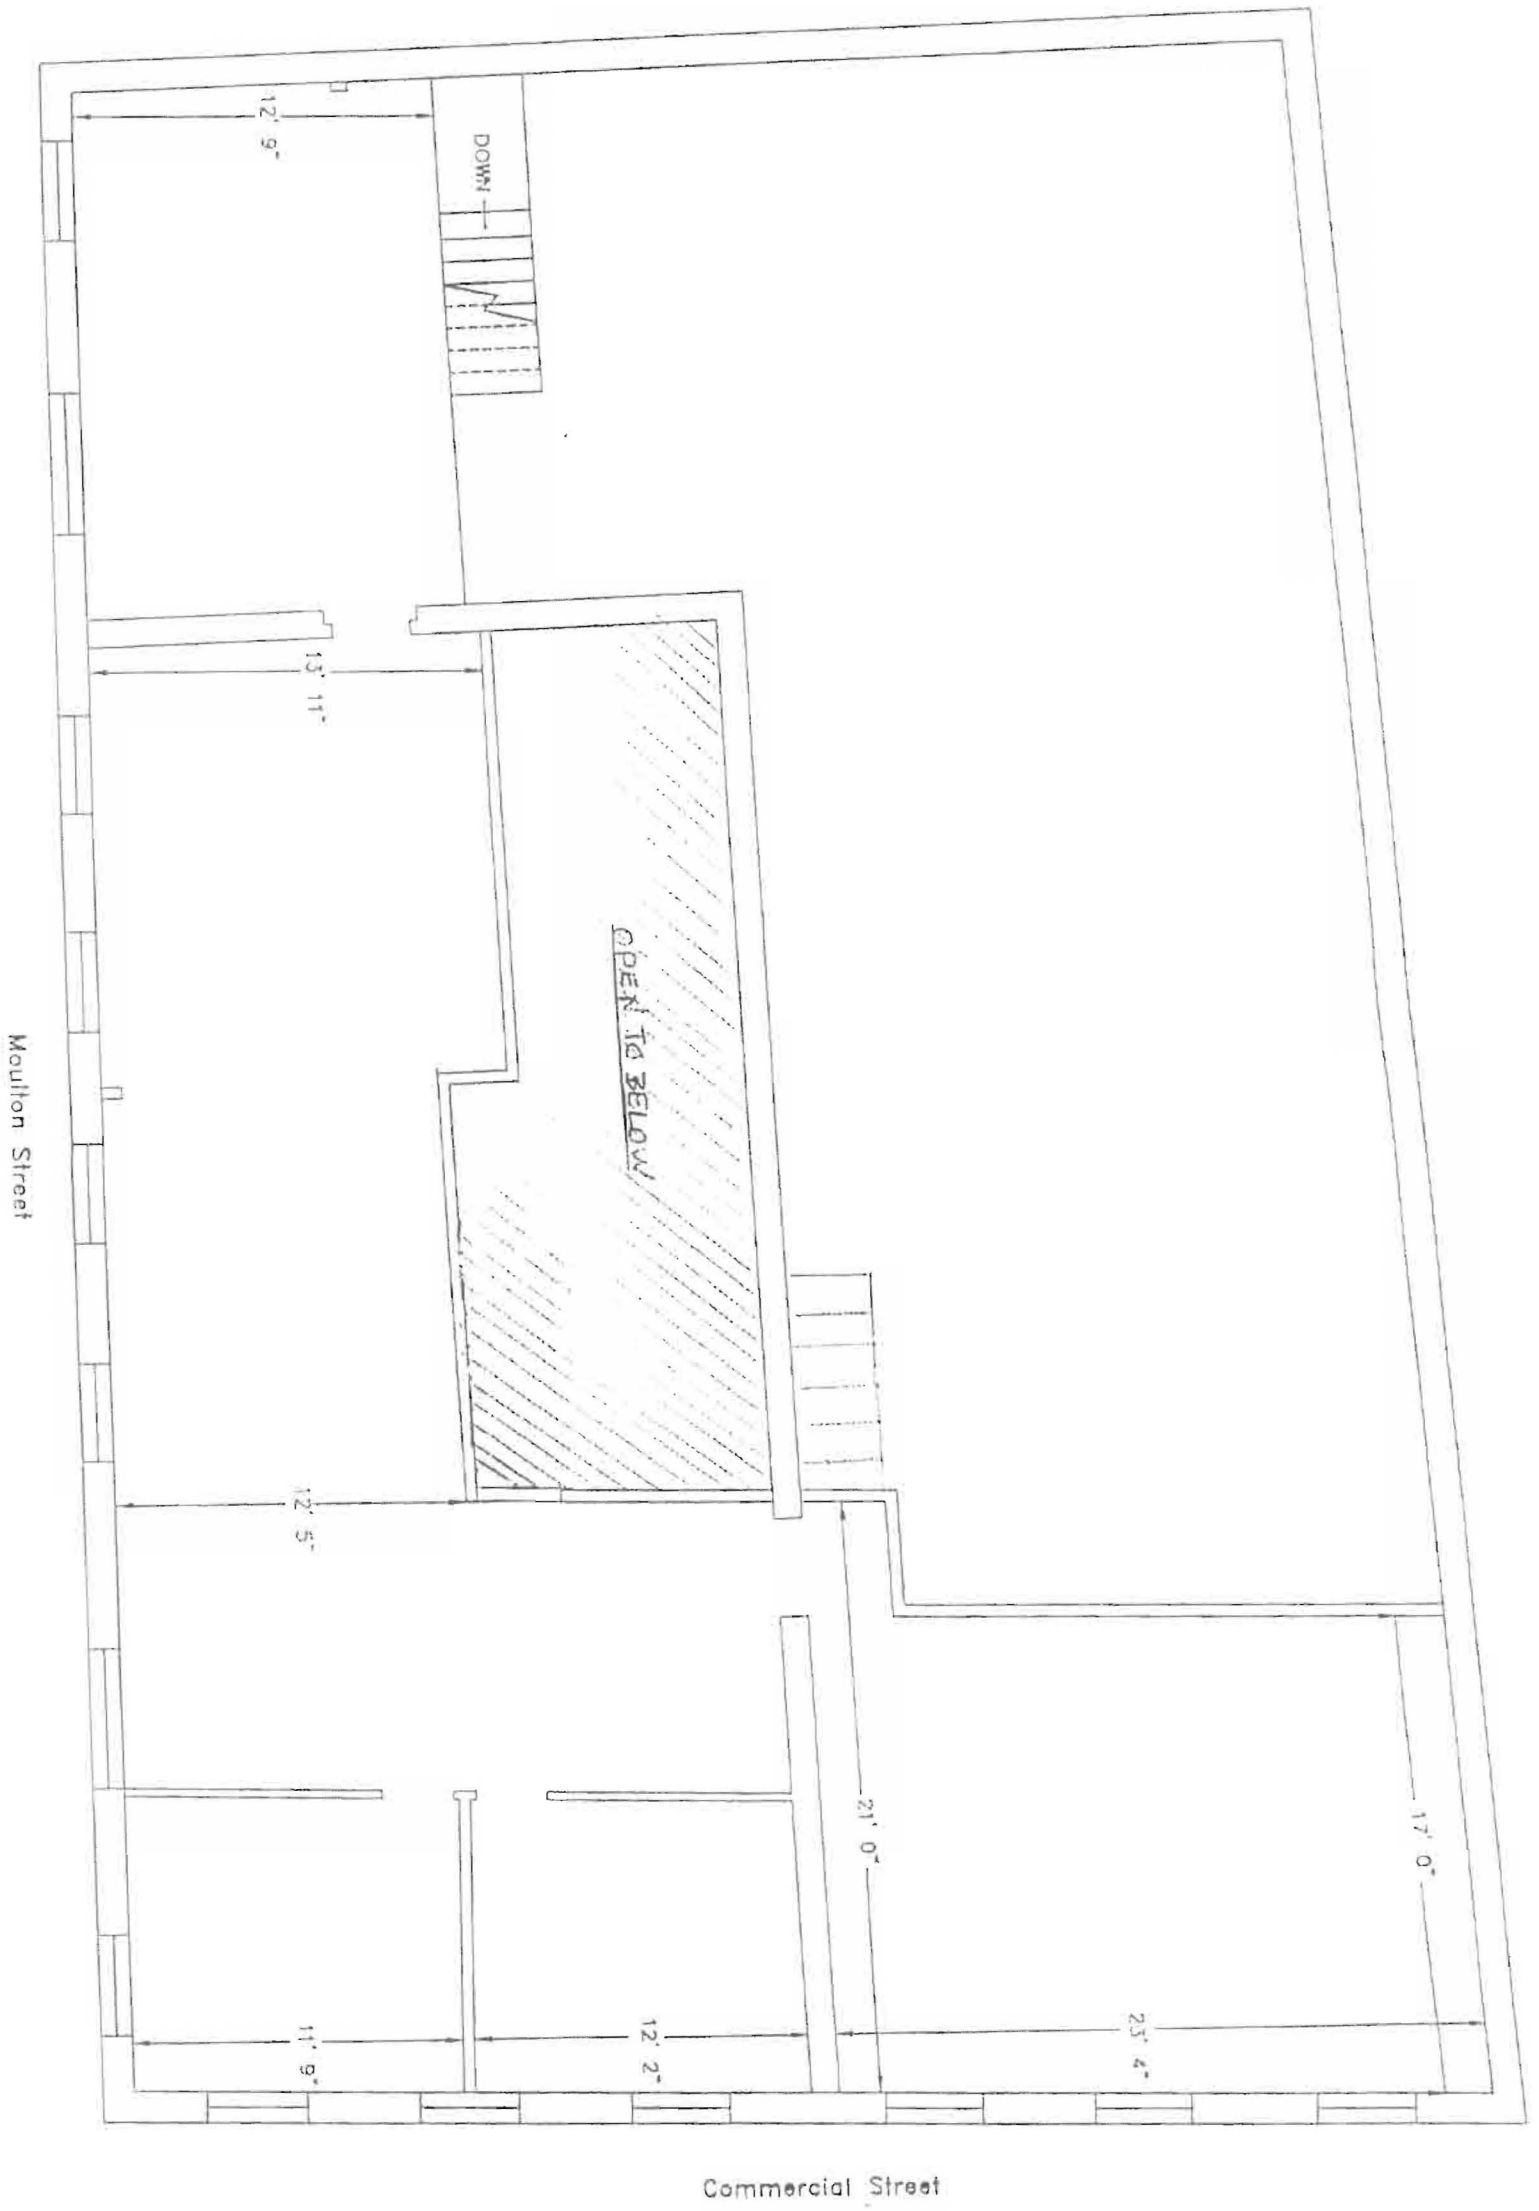 12' 9"
DOWN
13' 11"
OPEN TO BELOW
Moulton Street
12' 5"
21' 0"
17' 0"
11' 9"
12' 2"
23' 4"
Commercial Street